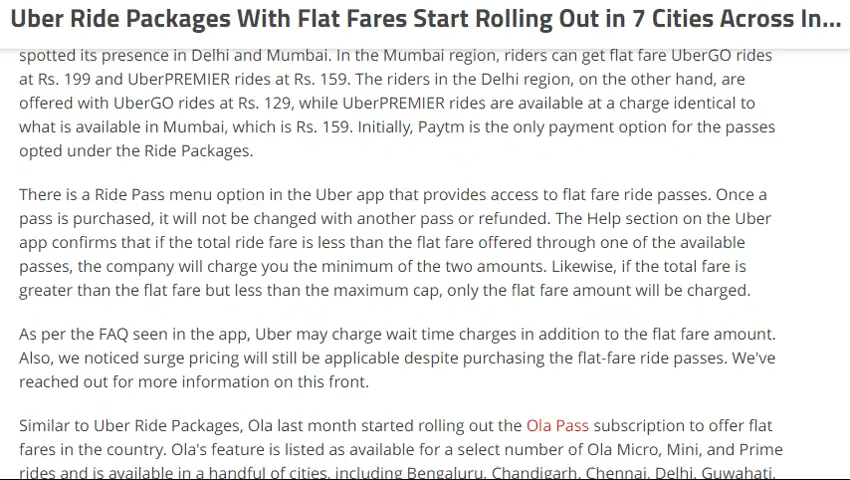 Uber Ride Packages With Flat Fares Start Rolling Out in 7 Cities Across In...
spotted its presence in Delhi and Mumbai. In the Mumbai region, riders can get flat fare UberGO rides
at Rs. 199 and UberPREMIER rides at Rs. 159. The riders in the Delhi region, on the other hand, are
offered with UberGO rides at Rs. 129, while UberPREMIER rides are available at a charge identical to
what is available in Mumbai, which is Rs. 159. Initially, Paytm is the only payment option for the passes
opted under the Ride Packages.
There is a Ride Pass menu option in the Uber app that provides access to flat fare ride passes. Once a
pass is purchased, it will not be changed with another pass or refunded. The Help section on the Uber
app confirms that if the total ride fare is less than the flat fare offered through one of the available
passes, the company will charge you the minimum of the two amounts. Likewise, if the total fare is
greater than the flat fare but less than the maximum cap, only the flat fare amount will be charged.
As per the FAQ seen in the app, Uber may charge wait time charges in addition to the flat fare amount.
Also, we noticed surge pricing will still be applicable despite purchasing the flat-fare ride passes. We've
reached out for more information on this front.
Similar to Uber Ride Packages, Ola last month started rolling out the Ola Pass subscription to offer flat
fares in the country. Ola's feature is listed as available for a select number of Ola Micro, Mini, and Prime
rides and is available in a handful of cities, including Bengaluru, Chandigarh, Chennai, Delhi, Guwahati,